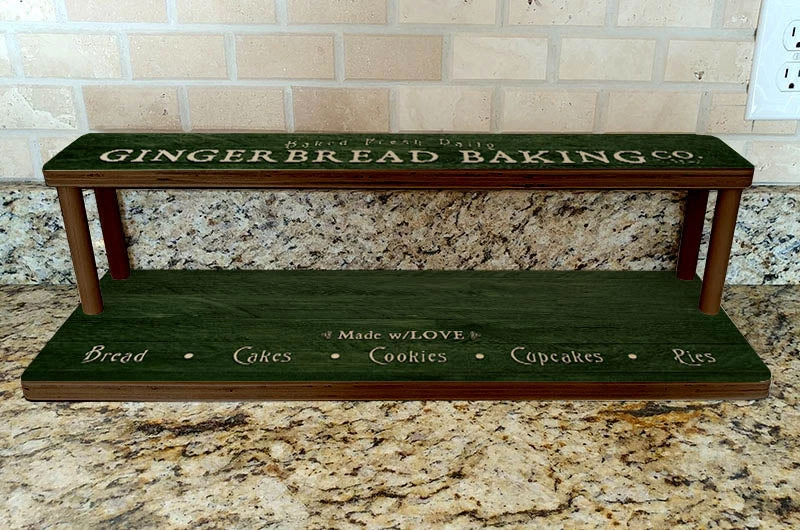 Baked Fresh Daily
GINGERBREAD BAKING CO.
Made w/LOVE
Bread • Cakes • Cookies • Cupcakes • Pies